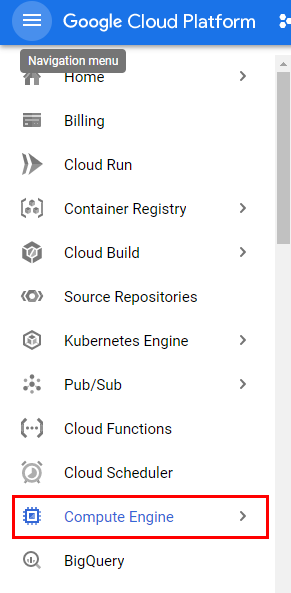 Google Cloud Platform
Navigation menu
Home
Billing
Cloud Run
Container Registry
Cloud Build
Source Repositories
Kubernetes Engine
Pub/Sub
Cloud Functions
Cloud Scheduler
Compute Engine
BigQuery